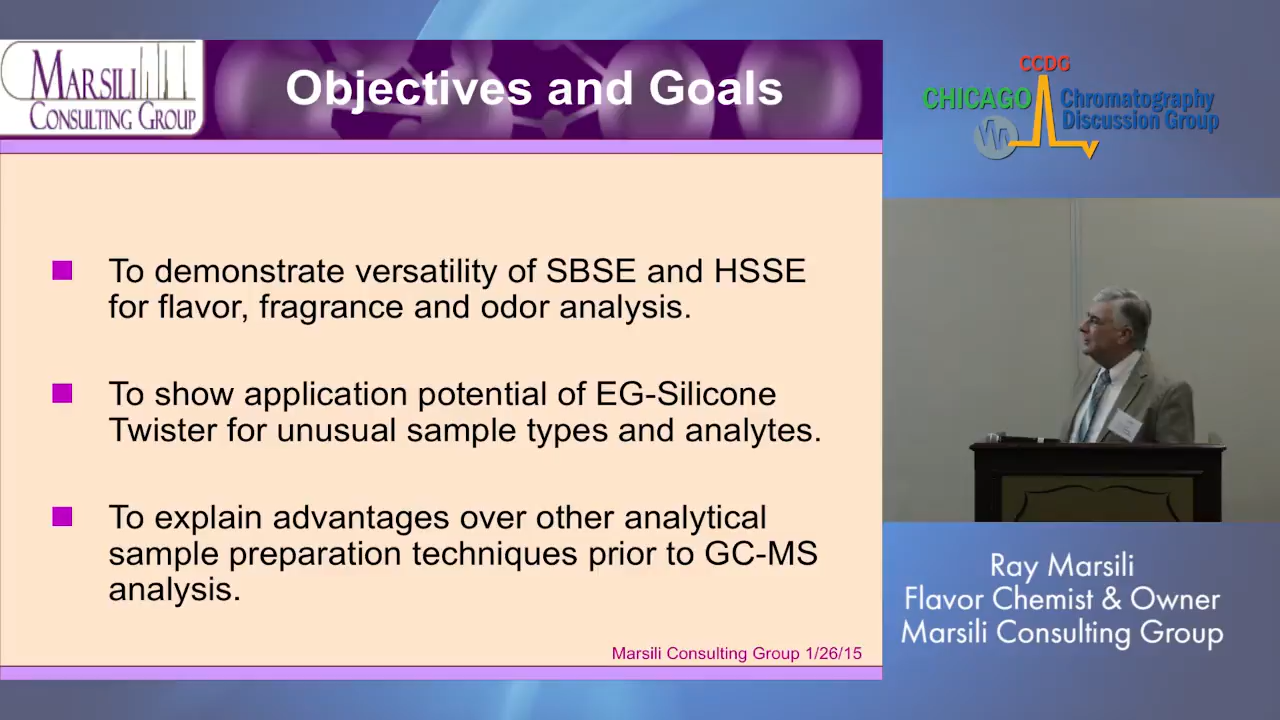 MARSILI
CONSULTING GROUP
Objectives and Goals
To demonstrate versatility of SBSE and HSSE
for flavor, fragrance and odor analysis.
To show application potential of EG-Silicone
Twister for unusual sample types and analytes.
To explain advantages over other analytical
sample preparation techniques prior to GC-MS
analysis.
Marsili Consulting Group 1/26/15
CCDG
CHICAGO
Chromatography
Discussion Group
Ray Marsili
Flavor Chemist & Owner
Marsili Consulting Group